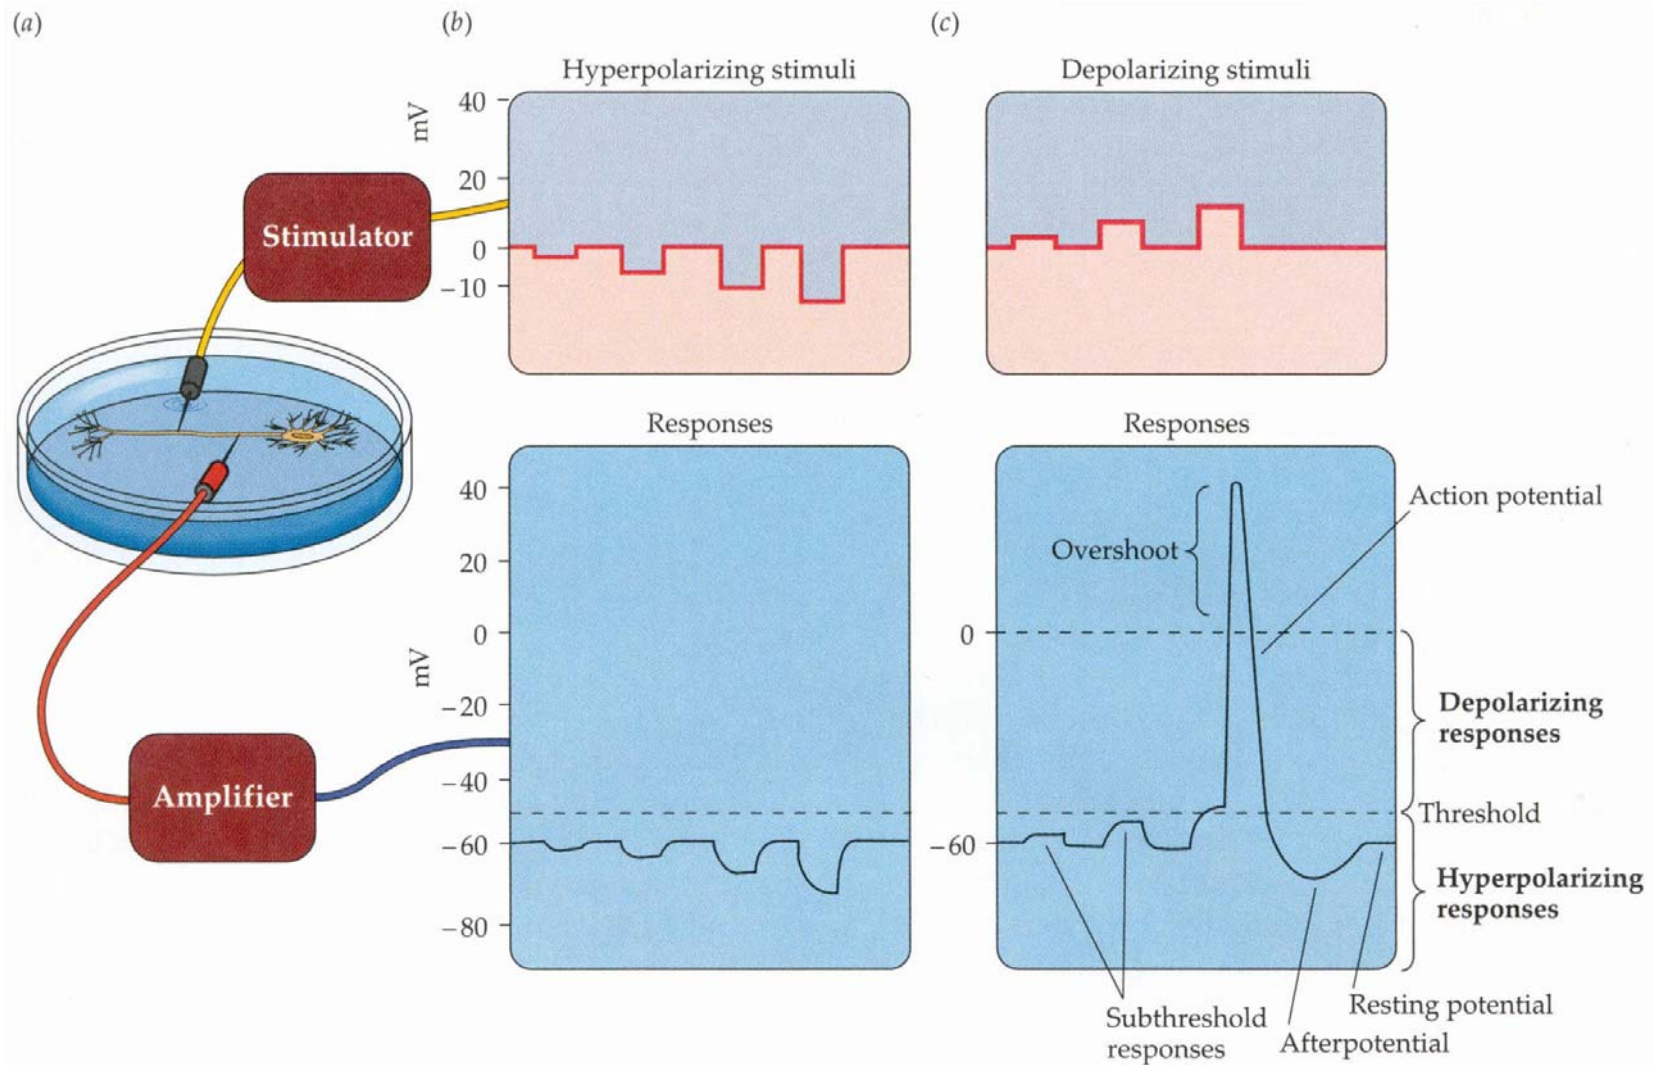 (a)
(b)
(c)
Hyperpolarizing stimuli
Depolarizing stimuli
mV
40
20
0
−10
Stimulator
Responses
Responses
40
20
0
−20
−40
−60
−80
mV
Amplifier
0
−60
Overshoot
Action potential
Depolarizing
responses
Threshold
Hyperpolarizing
responses
Resting potential
Subthreshold
responses
Afterpotential